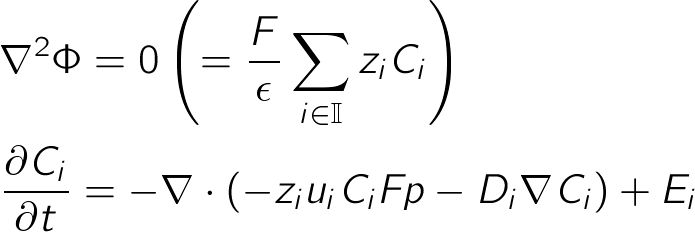 ∇²Φ = 0 (= F/ϵ ∑_{i∈𝕀} z_i C_i)
∂C_i/∂t = −∇ · (−z_i u_i C_i Fp − D_i ∇C_i) + E_i